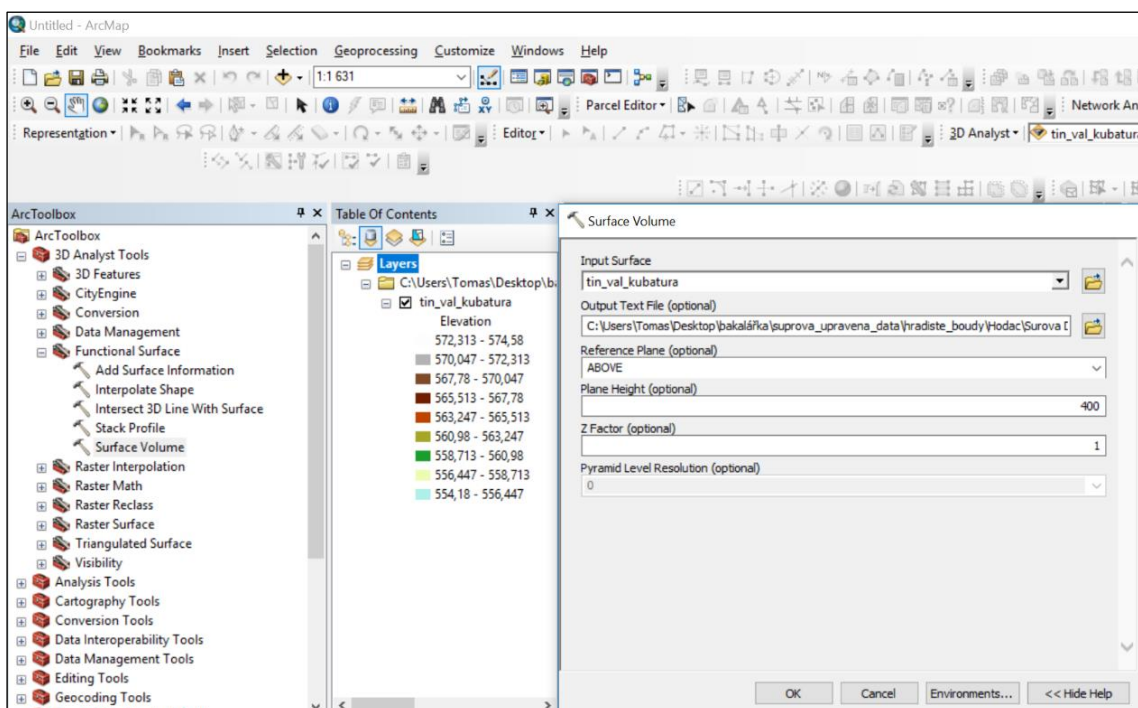 Untitled - ArcMap
File Edit View Bookmarks Insert Selection Geoprocessing Customize Windows Help
1:1 631
Parcel Editor Network An
Representation Editor 3D Analyst tin_val_kubatura
ArcToolbox
ArcToolbox
3D Analyst Tools
3D Features
CityEngine
Conversion
Data Management
Functional Surface
Add Surface Information
Interpolate Shape
Intersect 3D Line With Surface
Stack Profile
Surface Volume
Raster Interpolation
Raster Math
Raster Reclass
Raster Surface
Triangulated Surface
Visibility
Analysis Tools
Cartography Tools
Conversion Tools
Data Interoperability Tools
Data Management Tools
Editing Tools
Geocoding Tools
Table Of Contents
Layers
C:\Users\Tomas\Desktop\ba
tin_val_kubatura
Elevation
572,313 - 574,58
570,047 - 572,313
567,78 - 570,047
565,513 - 567,78
563,247 - 565,513
560,98 - 563,247
558,713 - 560,98
556,447 - 558,713
554,18 - 556,447
Surface Volume
Input Surface
tin_val_kubatura
Output Text File (optional)
C:\Users\Tomas\Desktop\bakalářka\suprova_upravena_data\hradiste_boudy\Hodac\Surova D
Reference Plane (optional)
ABOVE
Plane Height (optional)
400
Z Factor (optional)
1
Pyramid Level Resolution (optional)
0
OK Cancel Environments... << Hide Help